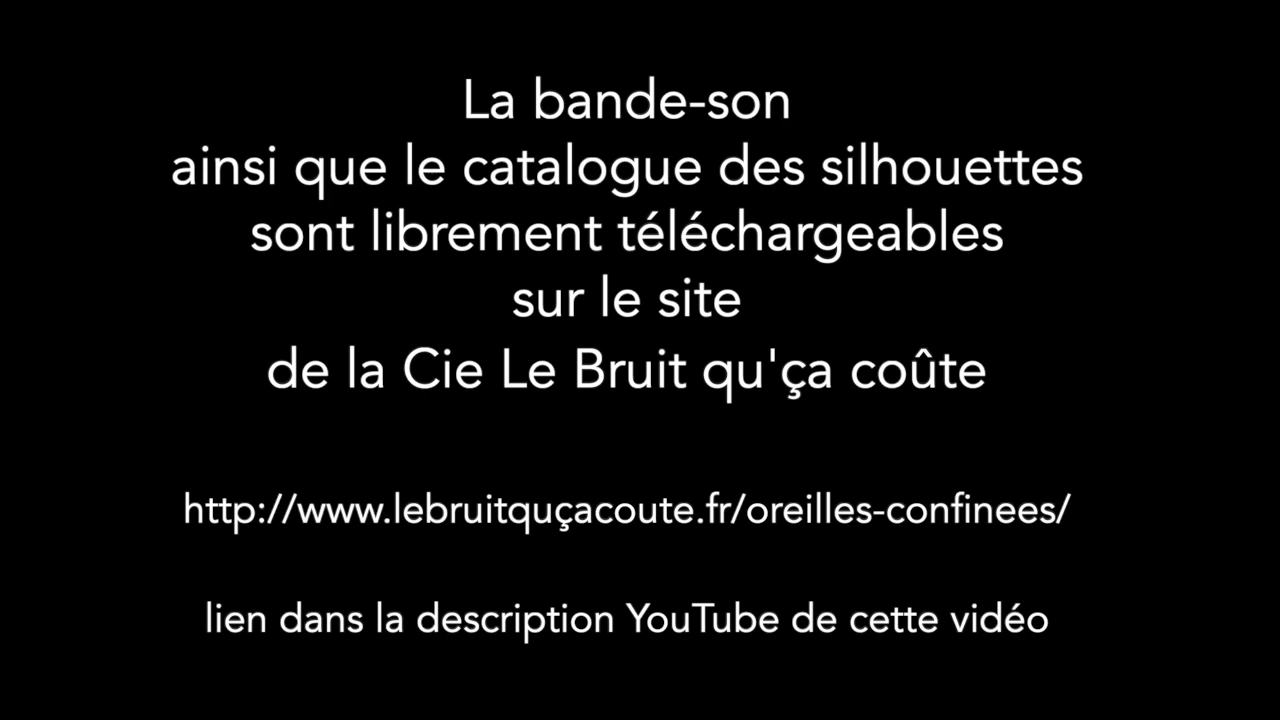 La bande-son
ainsi que le catalogue des silhouettes
sont librement téléchargeables
sur le site
de la Cie Le Bruit qu'ça coûte
http://www.lebruitquçacoute.fr/oreilles-confinees/
lien dans la description YouTube de cette vidéo